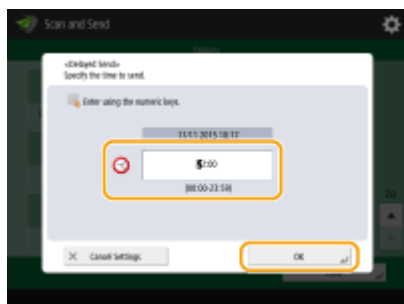 Scan and Send
<Delayed Send>
Specify the time to send.
Enter using the numeric keys.
11/11 2015 18:17
(00:00-23:59)
Cancel Settings
OK